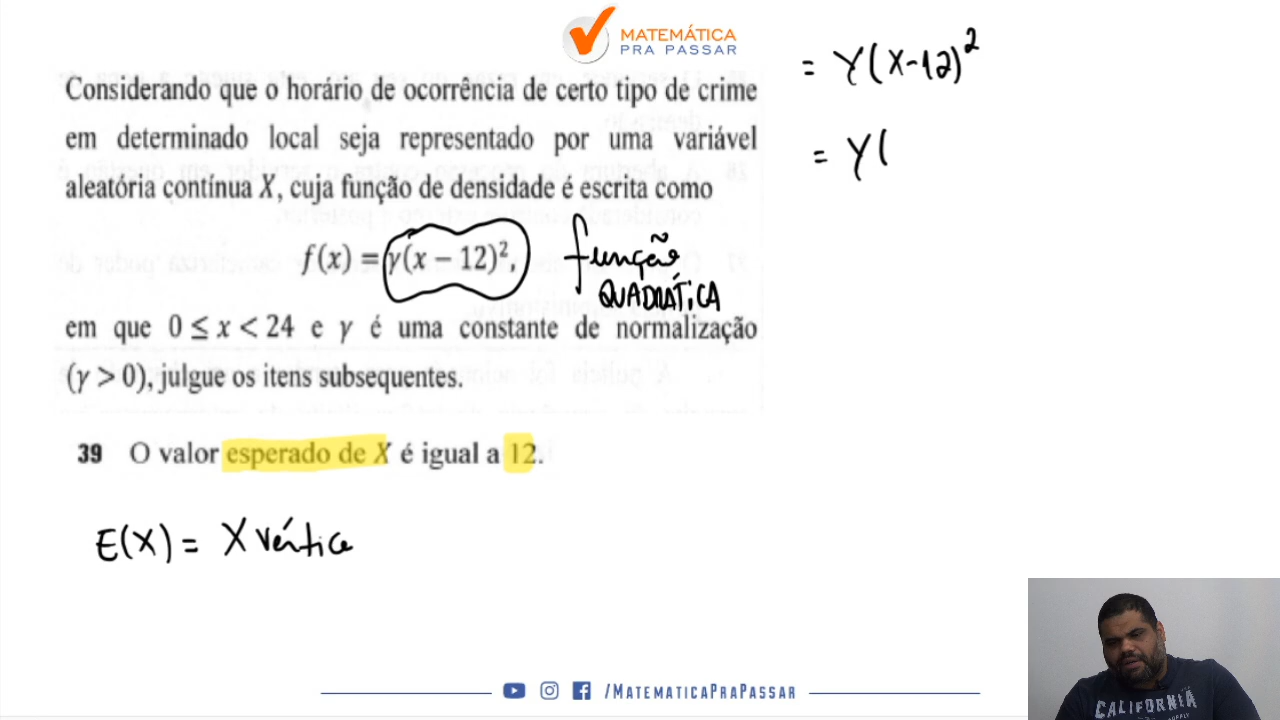 MATEMÁTICA
PRA PASSAR
Considerando que o horário de ocorrência de certo tipo de crime
em determinado local seja representado por uma variável
aleatória contínua X, cuja função de densidade é escrita como
f(x) = γ(x − 12)²,
função
QUADRÁTICA
em que 0 ≤ x < 24 e γ é uma constante de normalização
(γ > 0), julgue os itens subsequentes.
39 O valor esperado de X é igual a 12.
E(X) = X vértice
= γ(x-12)²
= γ(
/MATEMATICAPRAPASSAR
CALIFORNIA